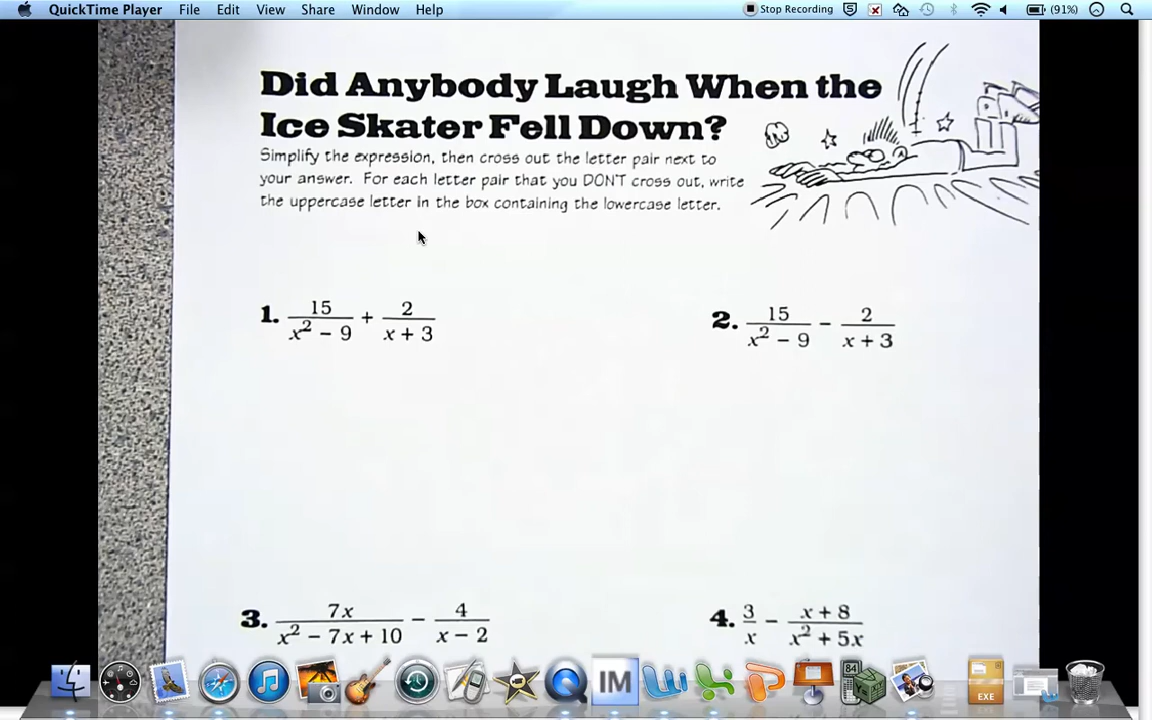 QuickTime Player File Edit View Share Window Help Stop Recording (91%)
Did Anybody Laugh When the
Ice Skater Fell Down?
Simplify the expression, then cross out the letter pair next to
your answer. For each letter pair that you DON'T cross out, write
the uppercase letter in the box containing the lowercase letter.
1. 15/(x² − 9) + 2/(x + 3)
2. 15/(x² − 9) − 2/(x + 3)
3. 7x/(x² − 7x + 10) − 4/(x − 2)
4. 3/x − (x + 8)/(x² + 5x)
IM
84
EXE